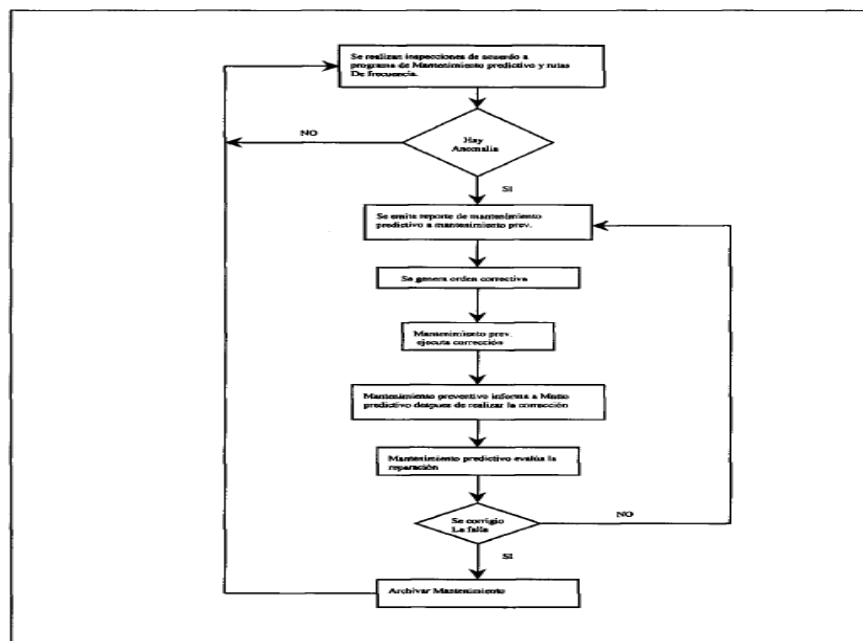 Se realizan inspecciones de acuerdo a
programa de Mantenimiento predictivo y rutas
De frecuencia.
Hay
Anomalia
NO
SI
Se emite reporte de mantenimiento
predictivo a mantenimiento prev.
Se genera orden correctiva
Mantenimiento prev.
ejecuta corrección
Mantenimiento preventivo informa a Mtto
predictivo despues de realizar la corrección
Mantenimiento predictivo evalúa la
reparación
Se corrigio
La falla
NO
SI
Archivar Mantenimiento